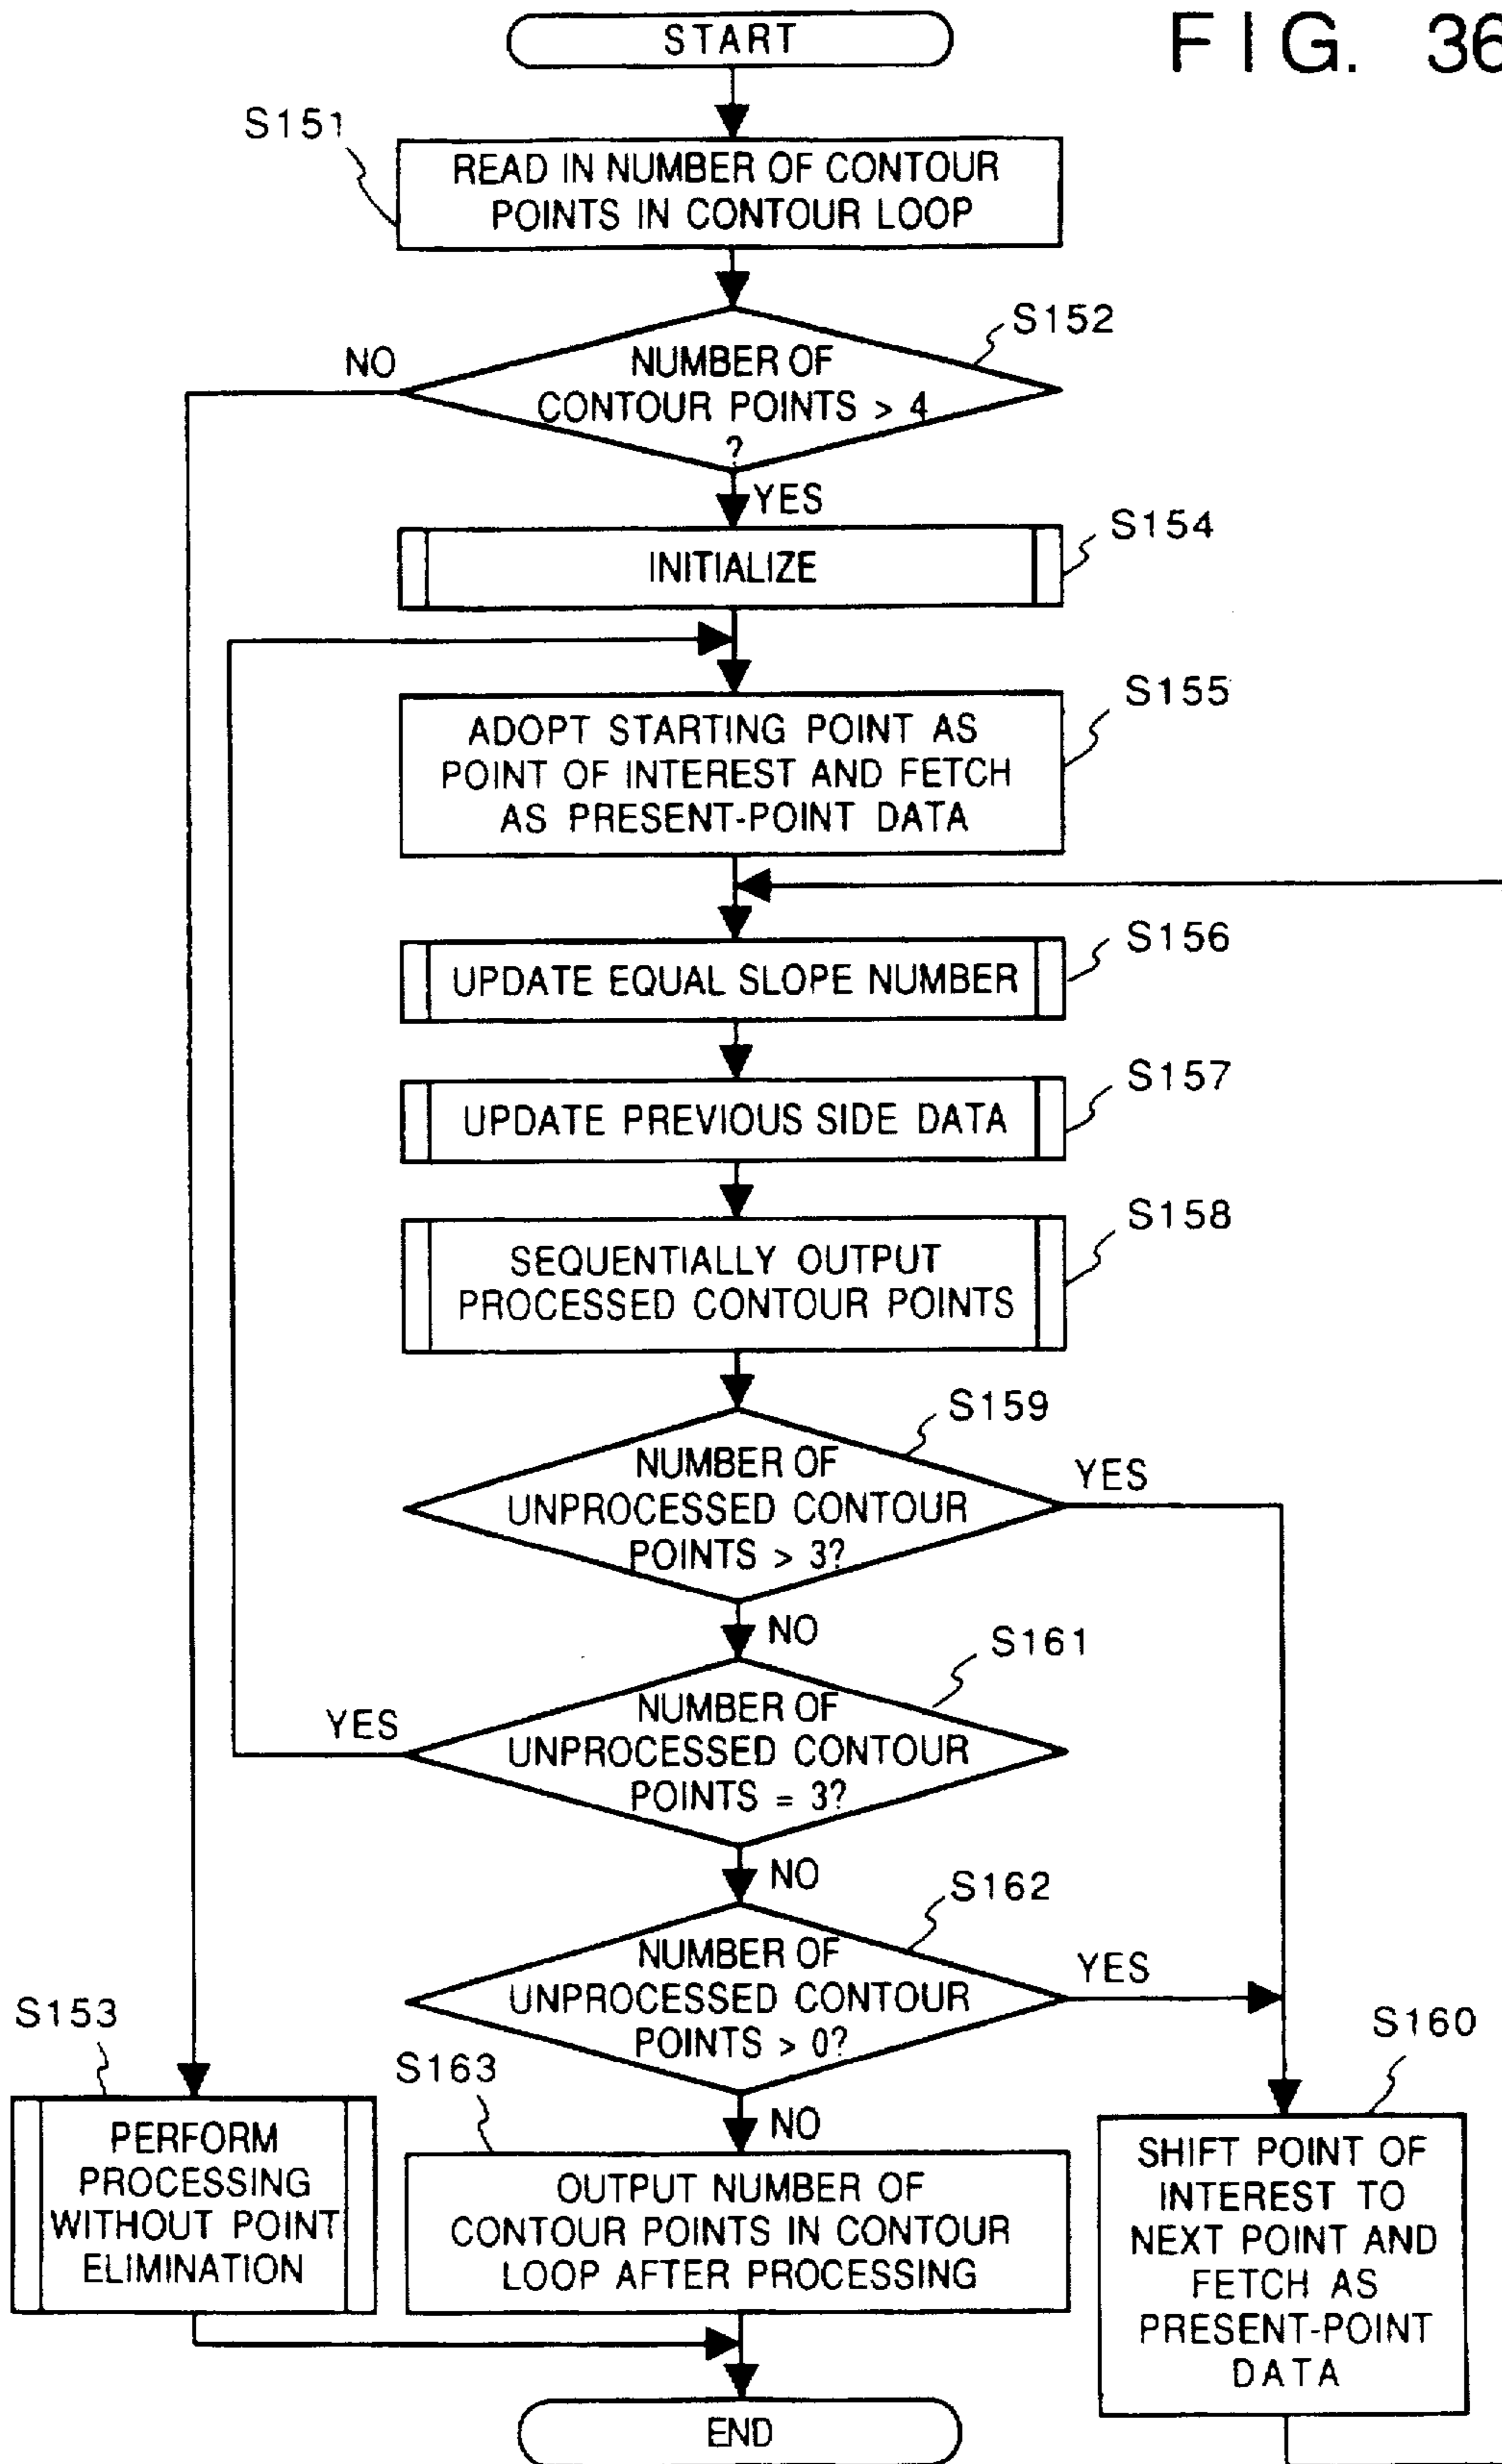 FIG. 36
START
S151
READ IN NUMBER OF CONTOUR
POINTS IN CONTOUR LOOP
S152
NO
NUMBER OF
CONTOUR POINTS > 4
?
YES
S154
INITIALIZE
S155
ADOPT STARTING POINT AS
POINT OF INTEREST AND FETCH
AS PRESENT-POINT DATA
S156
UPDATE EQUAL SLOPE NUMBER
S157
UPDATE PREVIOUS SIDE DATA
S158
SEQUENTIALLY OUTPUT
PROCESSED CONTOUR POINTS
S159
NUMBER OF
UNPROCESSED CONTOUR
POINTS > 3?
YES
NO
S161
YES
NUMBER OF
UNPROCESSED CONTOUR
POINTS = 3?
NO
S162
NUMBER OF
UNPROCESSED CONTOUR
POINTS > 0?
YES
S153
S163
S160
NO
PERFORM
PROCESSING
WITHOUT POINT
ELIMINATION
OUTPUT NUMBER OF
CONTOUR POINTS IN CONTOUR
LOOP AFTER PROCESSING
SHIFT POINT OF
INTEREST TO
NEXT POINT AND
FETCH AS
PRESENT-POINT
DATA
END